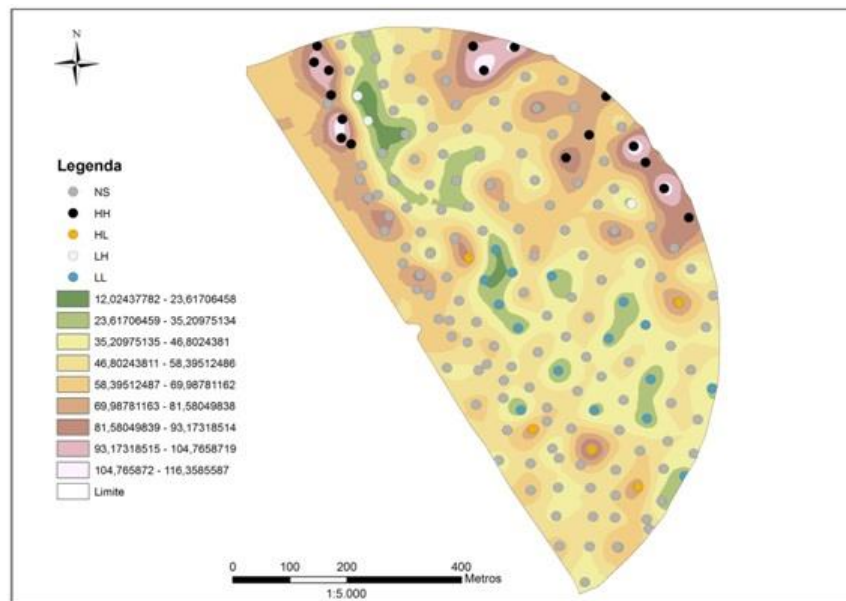 N
Legenda
NS
HH
HL
LH
LL
12,02437782 - 23,61706458
23,61706459 - 35,20975134
35,20975135 - 46,8024381
46,80243811 - 58,39512486
58,39512487 - 69,98781162
69,98781163 - 81,58049838
81,58049839 - 93,17318514
93,17318515 - 104,7658719
104,765872 - 116,3585587
Limite
0 100 200 400
Metros
1:5.000